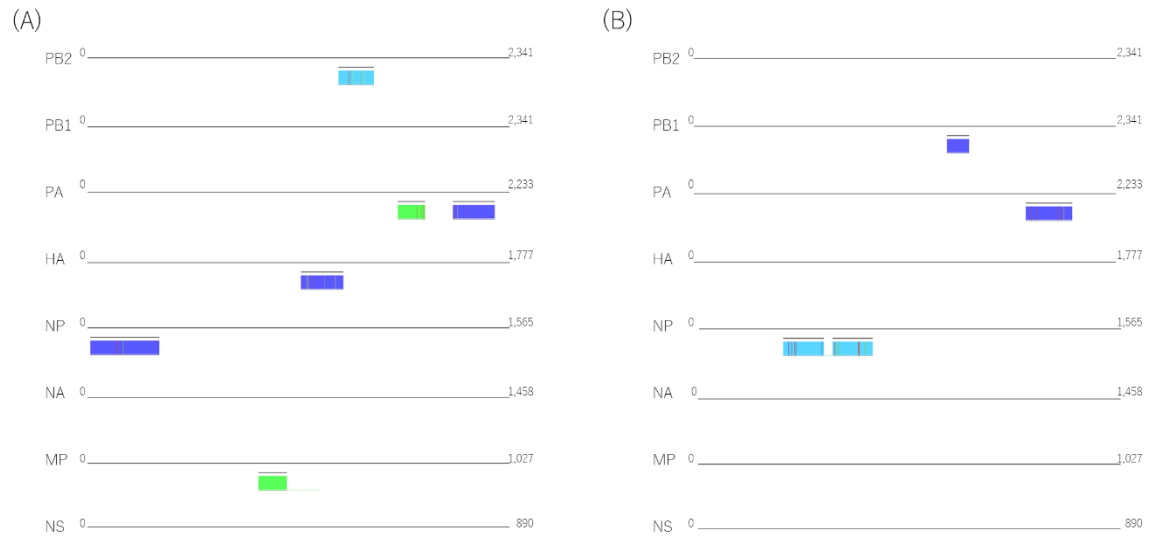 (A)
PB2 0 2,341
PB1 0 2,341
PA 0 2,233
HA 0 1,777
NP 0 1,565
NA 0 1,458
MP 0 1,027
NS 0 890
(B)
PB2 0 2,341
PB1 0 2,341
PA 0 2,233
HA 0 1,777
NP 0 1,565
NA 0 1,458
MP 0 1,027
NS 0 890